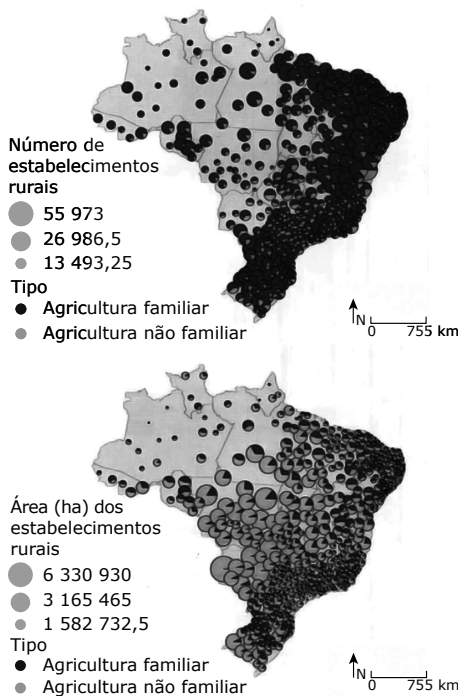 Número de
estabelecimentos
rurais
55 973
26 986,5
13 493,25
Tipo
Agricultura familiar
Agricultura não familiar
N
0 755 km
Área (ha) dos
estabelecimentos
rurais
6 330 930
3 165 465
1 582 732,5
Tipo
Agricultura familiar
Agricultura não familiar
N
0 755 km